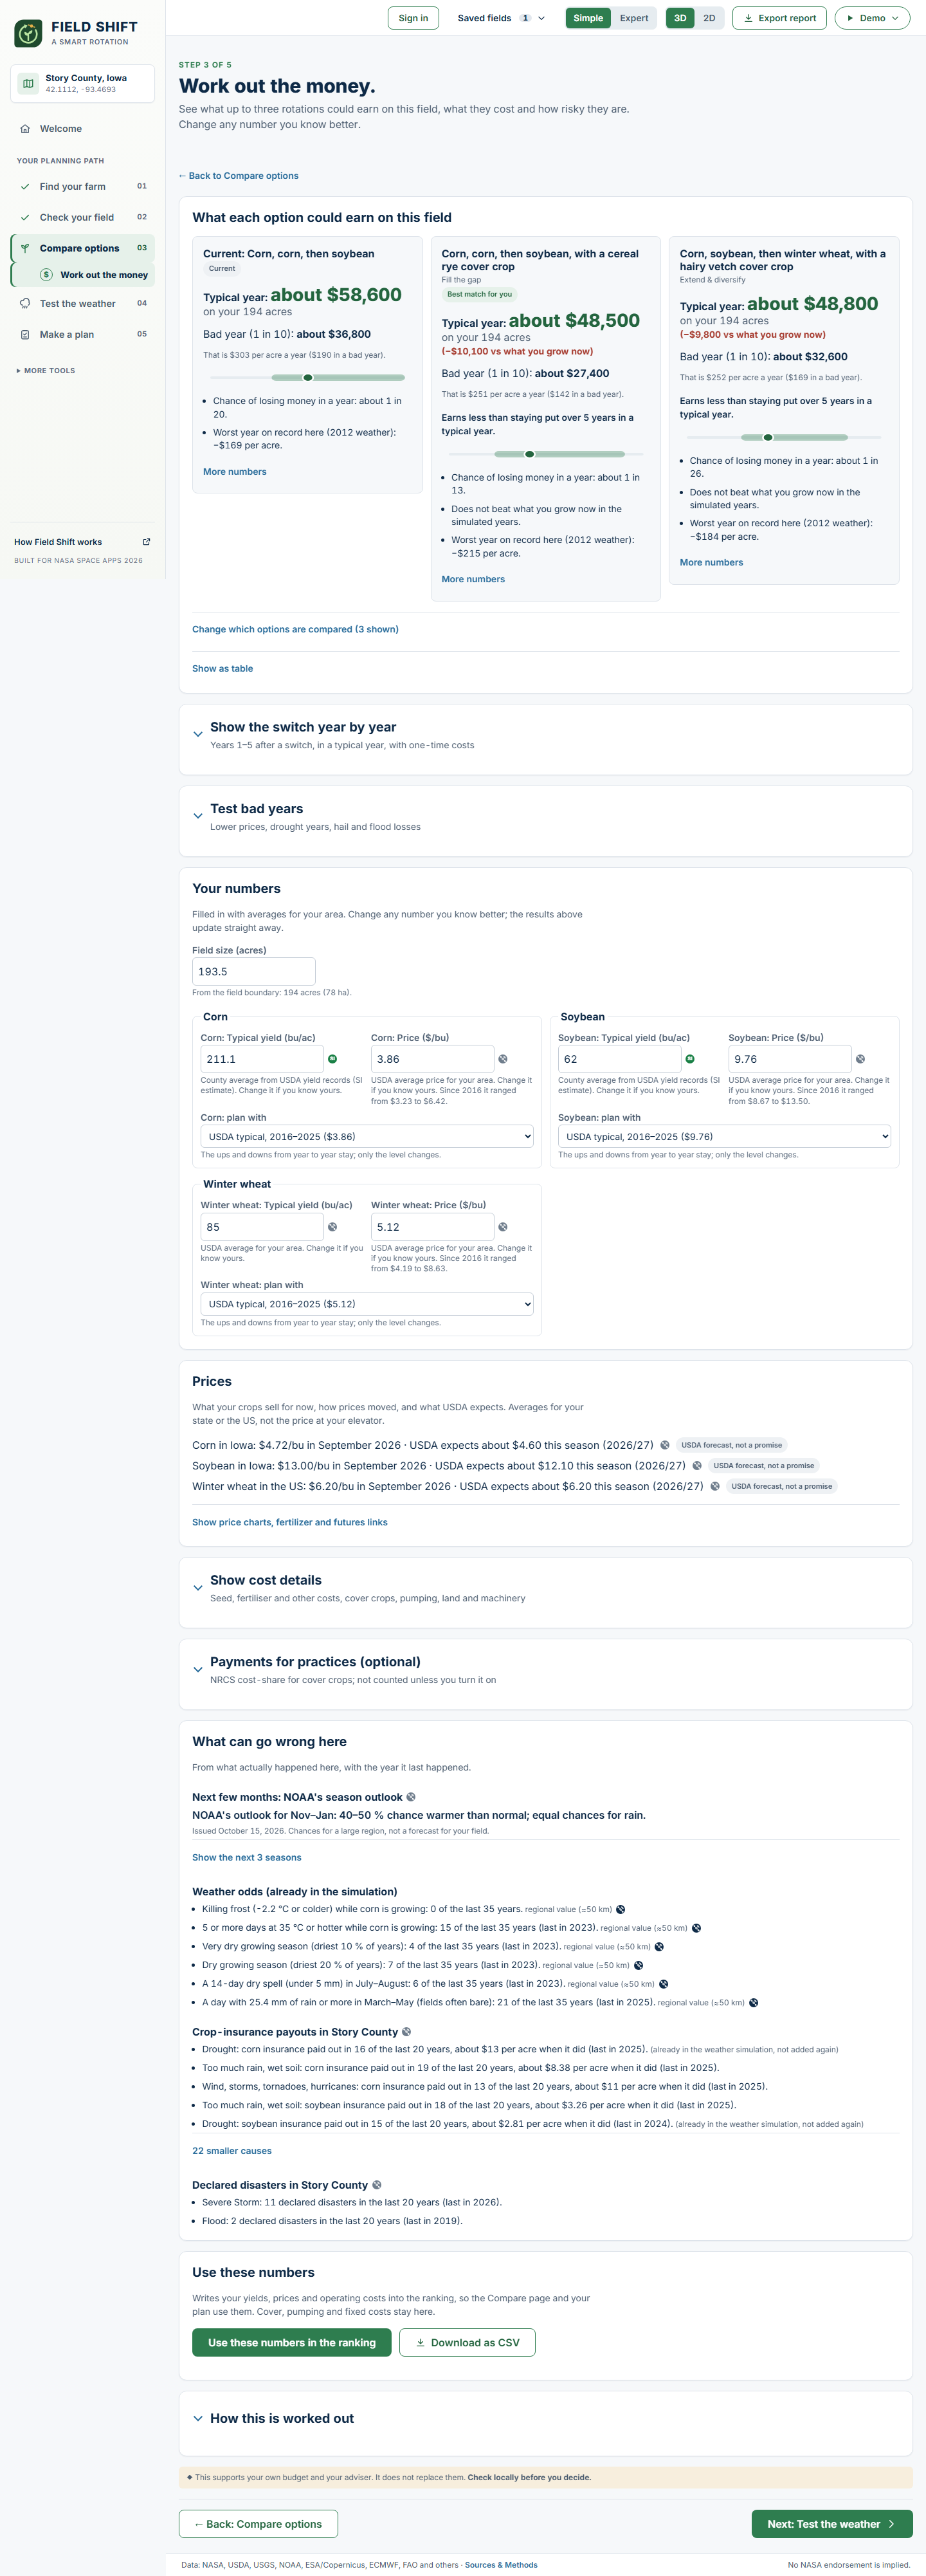 FIELD SHIFT
A SMART ROTATION
Story County, Iowa
42.1112, -93.4693
Welcome
YOUR PLANNING PATH
Find your farm 01
Check your field 02
Compare options 03
$ Work out the money
Test the weather 04
Make a plan 05
MORE TOOLS
How Field Shift works
BUILT FOR NASA SPACE APPS 2026
Sign in
Saved fields 1
Simple Expert
3D 2D
Export report
Demo
STEP 3 OF 5
Work out the money.
See what up to three rotations could earn on this field, what they cost and how risky they are.
Change any number you know better.
← Back to Compare options
What each option could earn on this field
Current: Corn, corn, then soybean
Current
Typical year: about $58,600
on your 194 acres
Bad year (1 in 10): about $36,800
That is $303 per acre a year ($190 in a bad year).
Chance of losing money in a year: about 1 in
20.
Worst year on record here (2012 weather):
−$169 per acre.
More numbers
Corn, corn, then soybean, with a cereal
rye cover crop
Fill the gap
Best match for you
Typical year: about $48,500
on your 194 acres
(−$10,100 vs what you grow now)
Bad year (1 in 10): about $27,400
That is $251 per acre a year ($142 in a bad year).
Earns less than staying put over 5 years in a
typical year.
Chance of losing money in a year: about 1 in
13.
Does not beat what you grow now in the
simulated years.
Worst year on record here (2012 weather):
−$215 per acre.
More numbers
Corn, soybean, then winter wheat, with a
hairy vetch cover crop
Extend & diversify
Typical year: about $48,800
on your 194 acres
(−$9,800 vs what you grow now)
Bad year (1 in 10): about $32,600
That is $252 per acre a year ($169 in a bad year).
Earns less than staying put over 5 years in a
typical year.
Chance of losing money in a year: about 1 in
26.
Does not beat what you grow now in the
simulated years.
Worst year on record here (2012 weather):
−$184 per acre.
More numbers
Change which options are compared (3 shown)
Show as table
Show the switch year by year
Years 1–5 after a switch, in a typical year, with one-time costs
Test bad years
Lower prices, drought years, hail and flood losses
Your numbers
Filled in with averages for your area. Change any number you know better; the results above
update straight away.
Field size (acres)
193.5
From the field boundary: 194 acres (78 ha).
Corn
Corn: Typical yield (bu/ac)
211.1
County average from USDA yield records (SI
estimate). Change it if you know yours.
Corn: Price ($/bu)
3.86
USDA average price for your area. Change it
if you know yours. Since 2016 it ranged
from $3.23 to $6.42.
Corn: plan with
USDA typical, 2016–2025 ($3.86)
The ups and downs from year to year stay; only the level changes.
Soybean
Soybean: Typical yield (bu/ac)
62
County average from USDA yield records (SI
estimate). Change it if you know yours.
Soybean: Price ($/bu)
9.76
USDA average price for your area. Change it
if you know yours. Since 2016 it ranged
from $8.67 to $13.50.
Soybean: plan with
USDA typical, 2016–2025 ($9.76)
The ups and downs from year to year stay; only the level changes.
Winter wheat
Winter wheat: Typical yield (bu/ac)
85
USDA average for your area. Change it if you
know yours.
Winter wheat: Price ($/bu)
5.12
USDA average price for your area. Change it
if you know yours. Since 2016 it ranged
from $4.19 to $8.63.
Winter wheat: plan with
USDA typical, 2016–2025 ($5.12)
The ups and downs from year to year stay; only the level changes.
Prices
What your crops sell for now, how prices moved, and what USDA expects. Averages for your
state or the US, not the price at your elevator.
Corn in Iowa: $4.72/bu in September 2026 · USDA expects about $4.60 this season (2026/27) USDA forecast, not a promise
Soybean in Iowa: $13.00/bu in September 2026 · USDA expects about $12.10 this season (2026/27) USDA forecast, not a promise
Winter wheat in the US: $6.20/bu in September 2026 · USDA expects about $6.20 this season (2026/27) USDA forecast, not a promise
Show price charts, fertilizer and futures links
Show cost details
Seed, fertiliser and other costs, cover crops, pumping, land and machinery
Payments for practices (optional)
NRCS cost-share for cover crops; not counted unless you turn it on
What can go wrong here
From what actually happened here, with the year it last happened.
Next few months: NOAA's season outlook
NOAA's outlook for Nov–Jan: 40–50 % chance warmer than normal; equal chances for rain.
Issued October 15, 2026. Chances for a large region, not a forecast for your field.
Show the next 3 seasons
Weather odds (already in the simulation)
Killing frost (-2.2 °C or colder) while corn is growing: 0 of the last 35 years. regional value (≈50 km)
5 or more days at 35 °C or hotter while corn is growing: 15 of the last 35 years (last in 2023). regional value (≈50 km)
Very dry growing season (driest 10 % of years): 4 of the last 35 years (last in 2023). regional value (≈50 km)
Dry growing season (driest 20 % of years): 7 of the last 35 years (last in 2023). regional value (≈50 km)
A 14-day dry spell (under 5 mm) in July–August: 6 of the last 35 years (last in 2023). regional value (≈50 km)
A day with 25.4 mm of rain or more in March–May (fields often bare): 21 of the last 35 years (last in 2025). regional value (≈50 km)
Crop-insurance payouts in Story County
Drought: corn insurance paid out in 16 of the last 20 years, about $13 per acre when it did (last in 2025). (already in the weather simulation, not added again)
Too much rain, wet soil: corn insurance paid out in 19 of the last 20 years, about $8.38 per acre when it did (last in 2025).
Wind, storms, tornadoes, hurricanes: corn insurance paid out in 13 of the last 20 years, about $11 per acre when it did (last in 2025).
Too much rain, wet soil: soybean insurance paid out in 18 of the last 20 years, about $3.26 per acre when it did (last in 2025).
Drought: soybean insurance paid out in 15 of the last 20 years, about $2.81 per acre when it did (last in 2024). (already in the weather simulation, not added again)
22 smaller causes
Declared disasters in Story County
Severe Storm: 11 declared disasters in the last 20 years (last in 2026).
Flood: 2 declared disasters in the last 20 years (last in 2019).
Use these numbers
Writes your yields, prices and operating costs into the ranking, so the Compare page and your
plan use them. Cover, pumping and fixed costs stay here.
Use these numbers in the ranking
Download as CSV
How this is worked out
This supports your own budget and your adviser. It does not replace them. Check locally before you decide.
← Back: Compare options
Next: Test the weather
Data: NASA, USDA, USGS, NOAA, ESA/Copernicus, ECMWF, FAO and others · Sources & Methods
No NASA endorsement is implied.